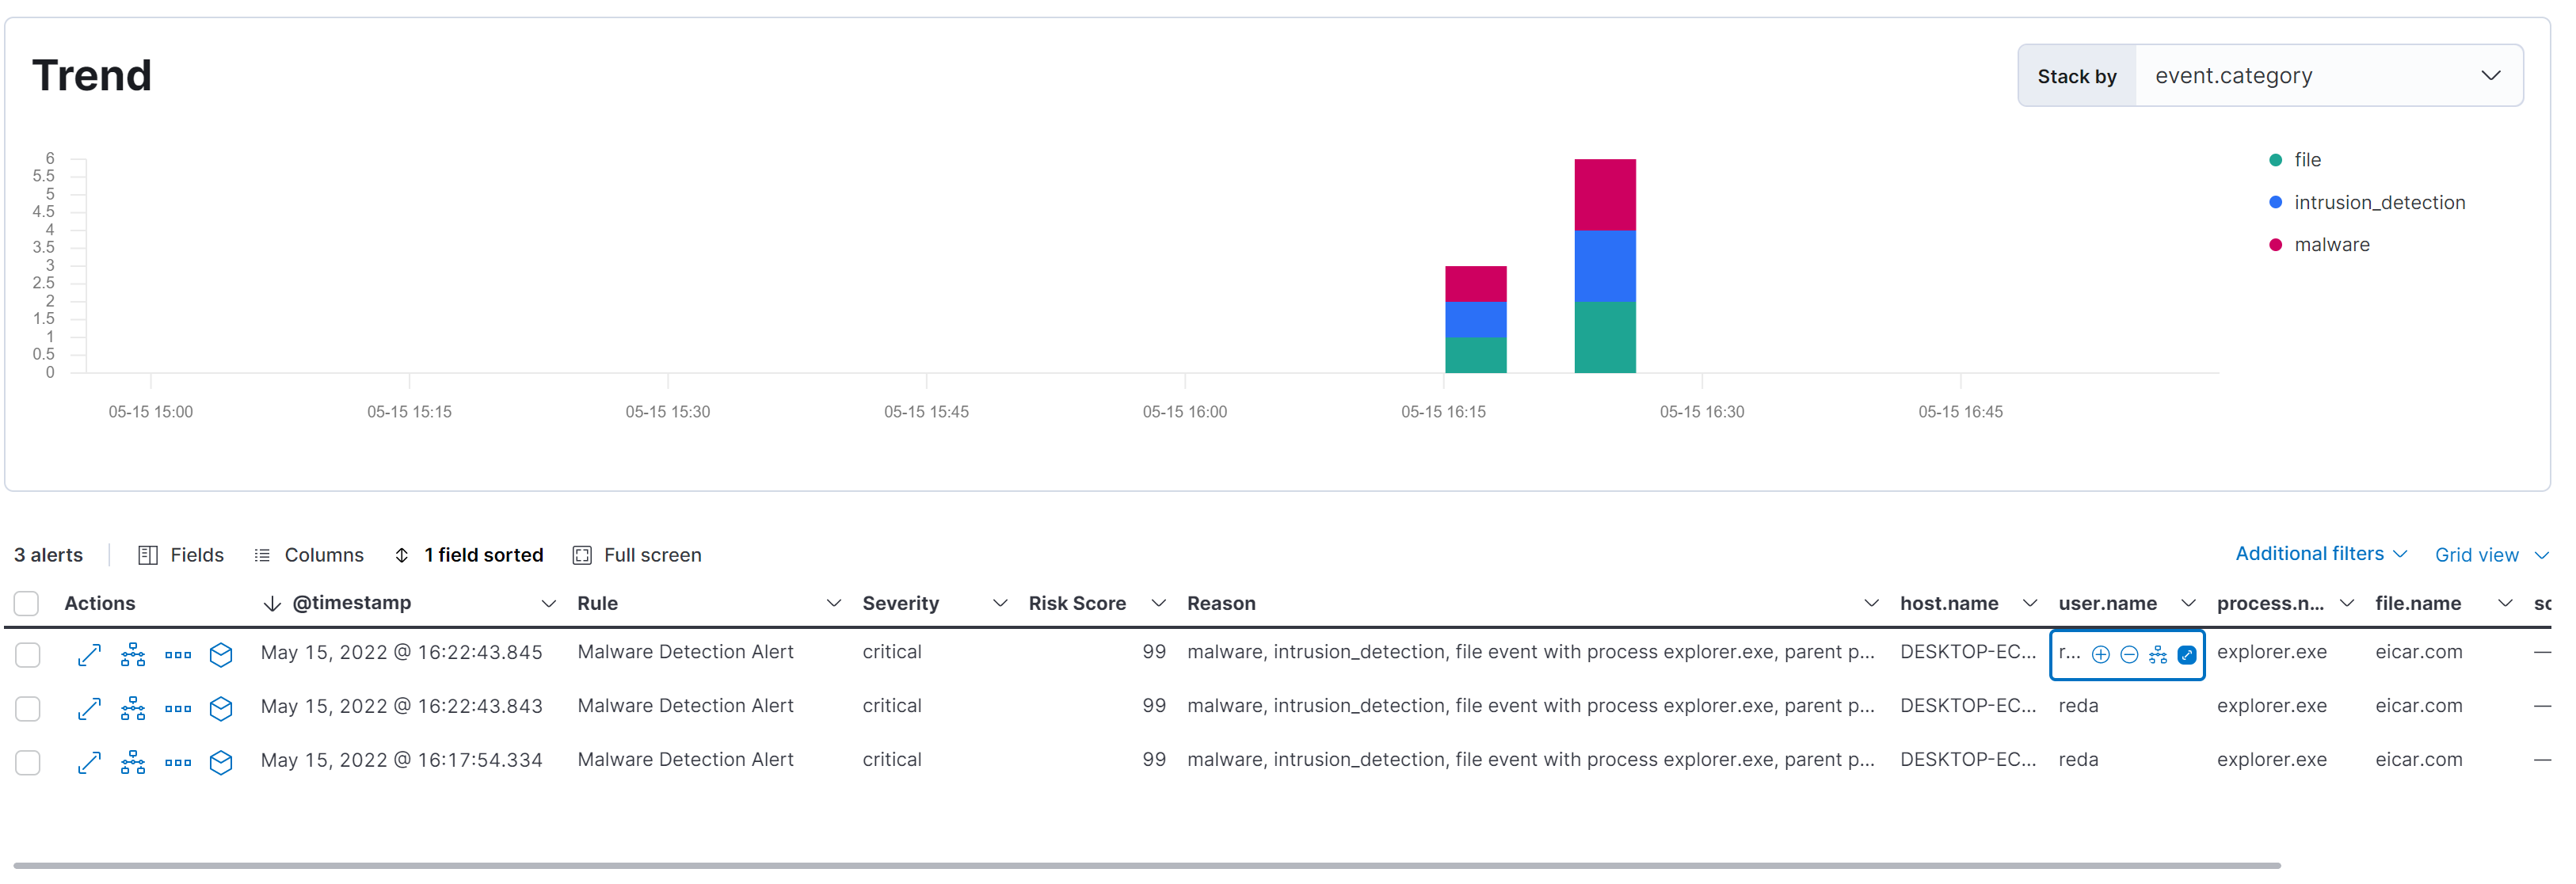 Trend
Stack by event.category
6
5.5
5
4.5
4
3.5
3
2.5
2
1.5
1
0.5
0
file
intrusion_detection
malware
05-15 15:00 05-15 15:15 05-15 15:30 05-15 15:45 05-15 16:00 05-15 16:15 05-15 16:30 05-15 16:45
3 alerts Fields Columns 1 field sorted Full screen Additional filters Grid view
Actions @timestamp Rule Severity Risk Score Reason host.name user.name process.n... file.name sc
May 15, 2022 @ 16:22:43.845 Malware Detection Alert critical 99 malware, intrusion_detection, file event with process explorer.exe, parent p... DESKTOP-EC... r... explorer.exe eicar.com —
May 15, 2022 @ 16:22:43.843 Malware Detection Alert critical 99 malware, intrusion_detection, file event with process explorer.exe, parent p... DESKTOP-EC... reda explorer.exe eicar.com —
May 15, 2022 @ 16:17:54.334 Malware Detection Alert critical 99 malware, intrusion_detection, file event with process explorer.exe, parent p... DESKTOP-EC... reda explorer.exe eicar.com —